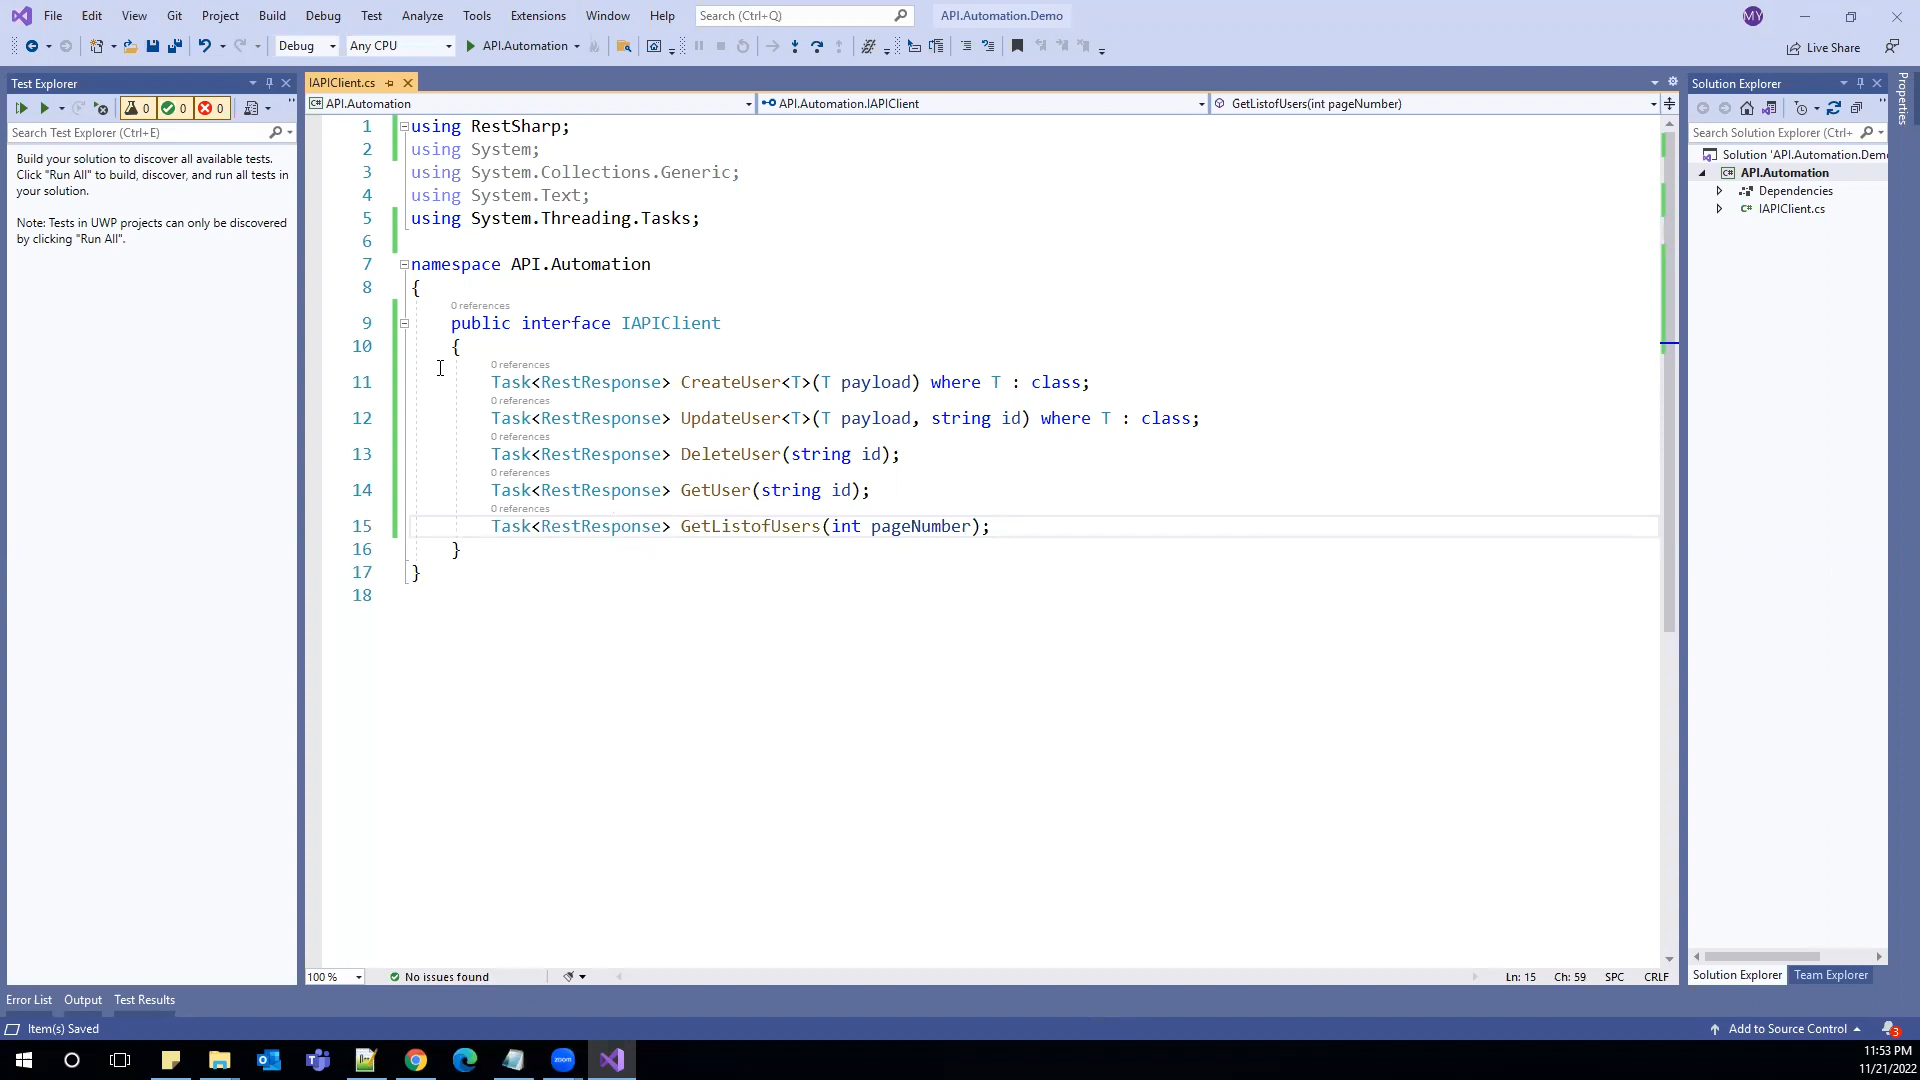 File Edit View Git Project Build Debug Test Analyze Tools Extensions Window Help Search (Ctrl+Q) API.Automation.Demo MY
Debug Any CPU API.Automation Live Share
Test Explorer
0 0 0
Search Test Explorer (Ctrl+E)
Build your solution to discover all available tests.
Click "Run All" to build, discover, and run all tests in
your solution.
Note: Tests in UWP projects can only be discovered
by clicking "Run All".
IAPIClient.cs
API.Automation API.Automation.IAPIClient GetListofUsers(int pageNumber)
1 using RestSharp;
2 using System;
3 using System.Collections.Generic;
4 using System.Text;
5 using System.Threading.Tasks;
6
7 namespace API.Automation
8 {
0 references
9 public interface IAPIClient
10 {
0 references
11 Task<RestResponse> CreateUser<T>(T payload) where T : class;
0 references
12 Task<RestResponse> UpdateUser<T>(T payload, string id) where T : class;
0 references
13 Task<RestResponse> DeleteUser(string id);
0 references
14 Task<RestResponse> GetUser(string id);
0 references
15 Task<RestResponse> GetListofUsers(int pageNumber);
16 }
17 }
18
100 % No issues found Ln: 15 Ch: 59 SPC CRLF
Solution Explorer
Search Solution Explorer (Ctrl+
Solution 'API.Automation.Demo
C# API.Automation
Dependencies
C# IAPIClient.cs
Solution Explorer Team Explorer
Properties
Error List Output Test Results
Item(s) Saved Add to Source Control 3
zoom
11:53 PM
11/21/2022